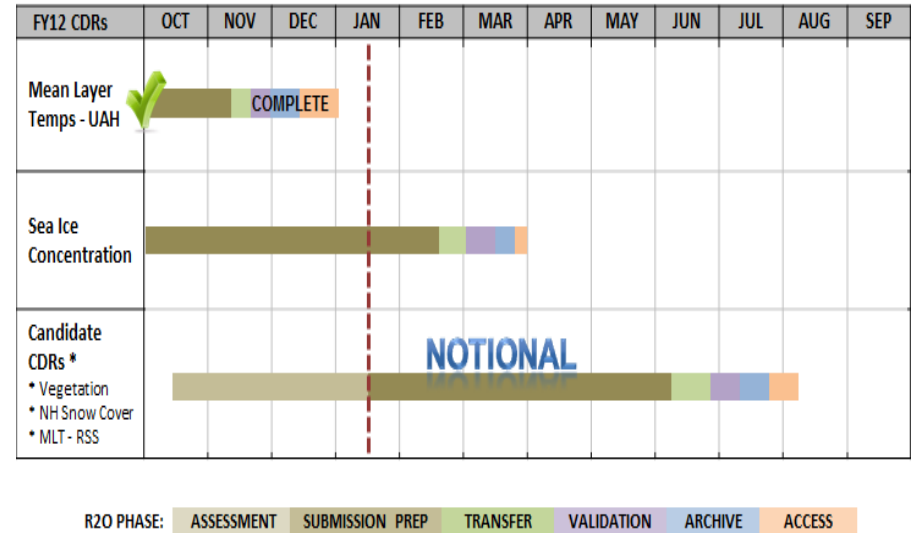 FY12 CDRs OCT NOV DEC JAN FEB MAR APR MAY JUN JUL AUG SEP
Mean Layer
Temps - UAH
COMPLETE
Sea Ice
Concentration
Candidate
CDRs *
* Vegetation
* NH Snow Cover
* MLT - RSS
NOTIONAL
R2O PHASE: ASSESSMENT SUBMISSION PREP TRANSFER VALIDATION ARCHIVE ACCESS